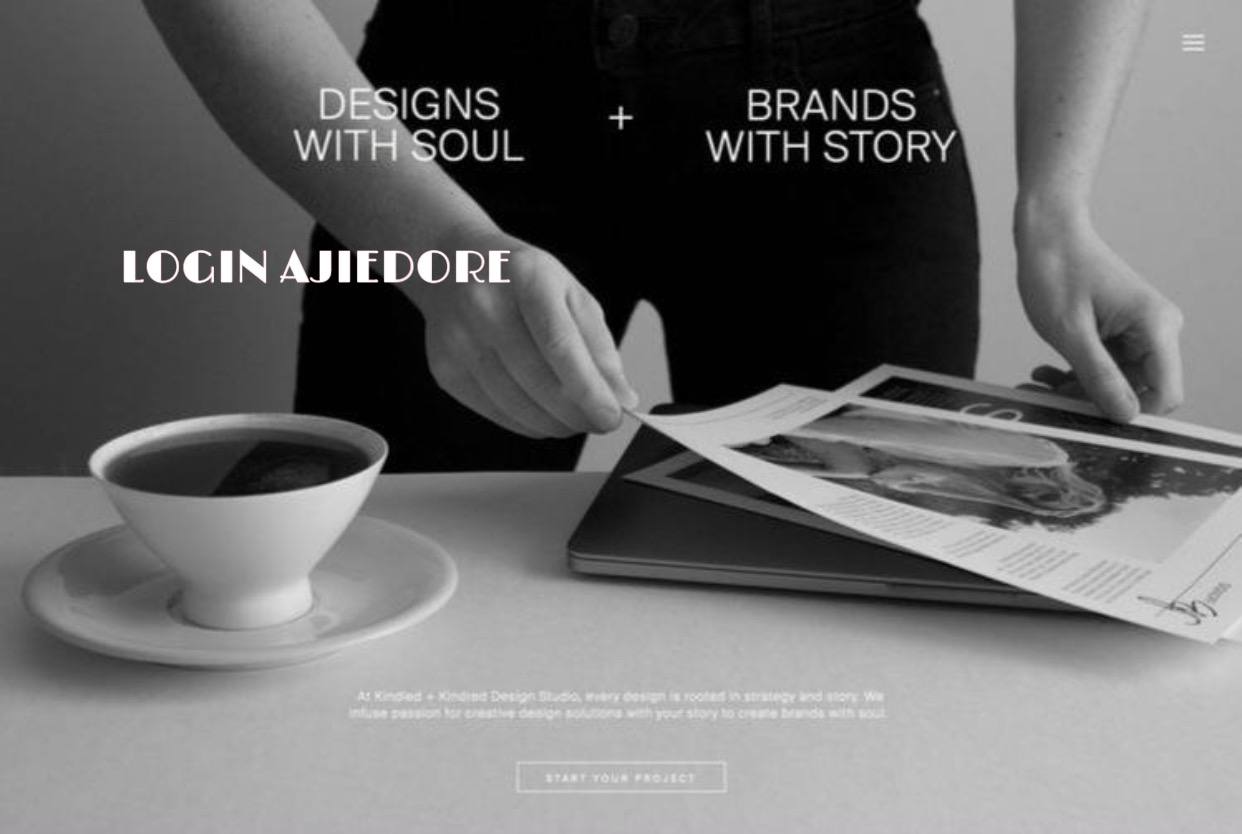 DESIGNS
WITH SOUL
+
BRANDS
WITH STORY
LOGIN AJIEDORE
At Kindled + Kindred Design Studio, every design is rooted in strategy and story. We
infuse passion for creative design solutions with your story to create brands with soul.
START YOUR PROJECT